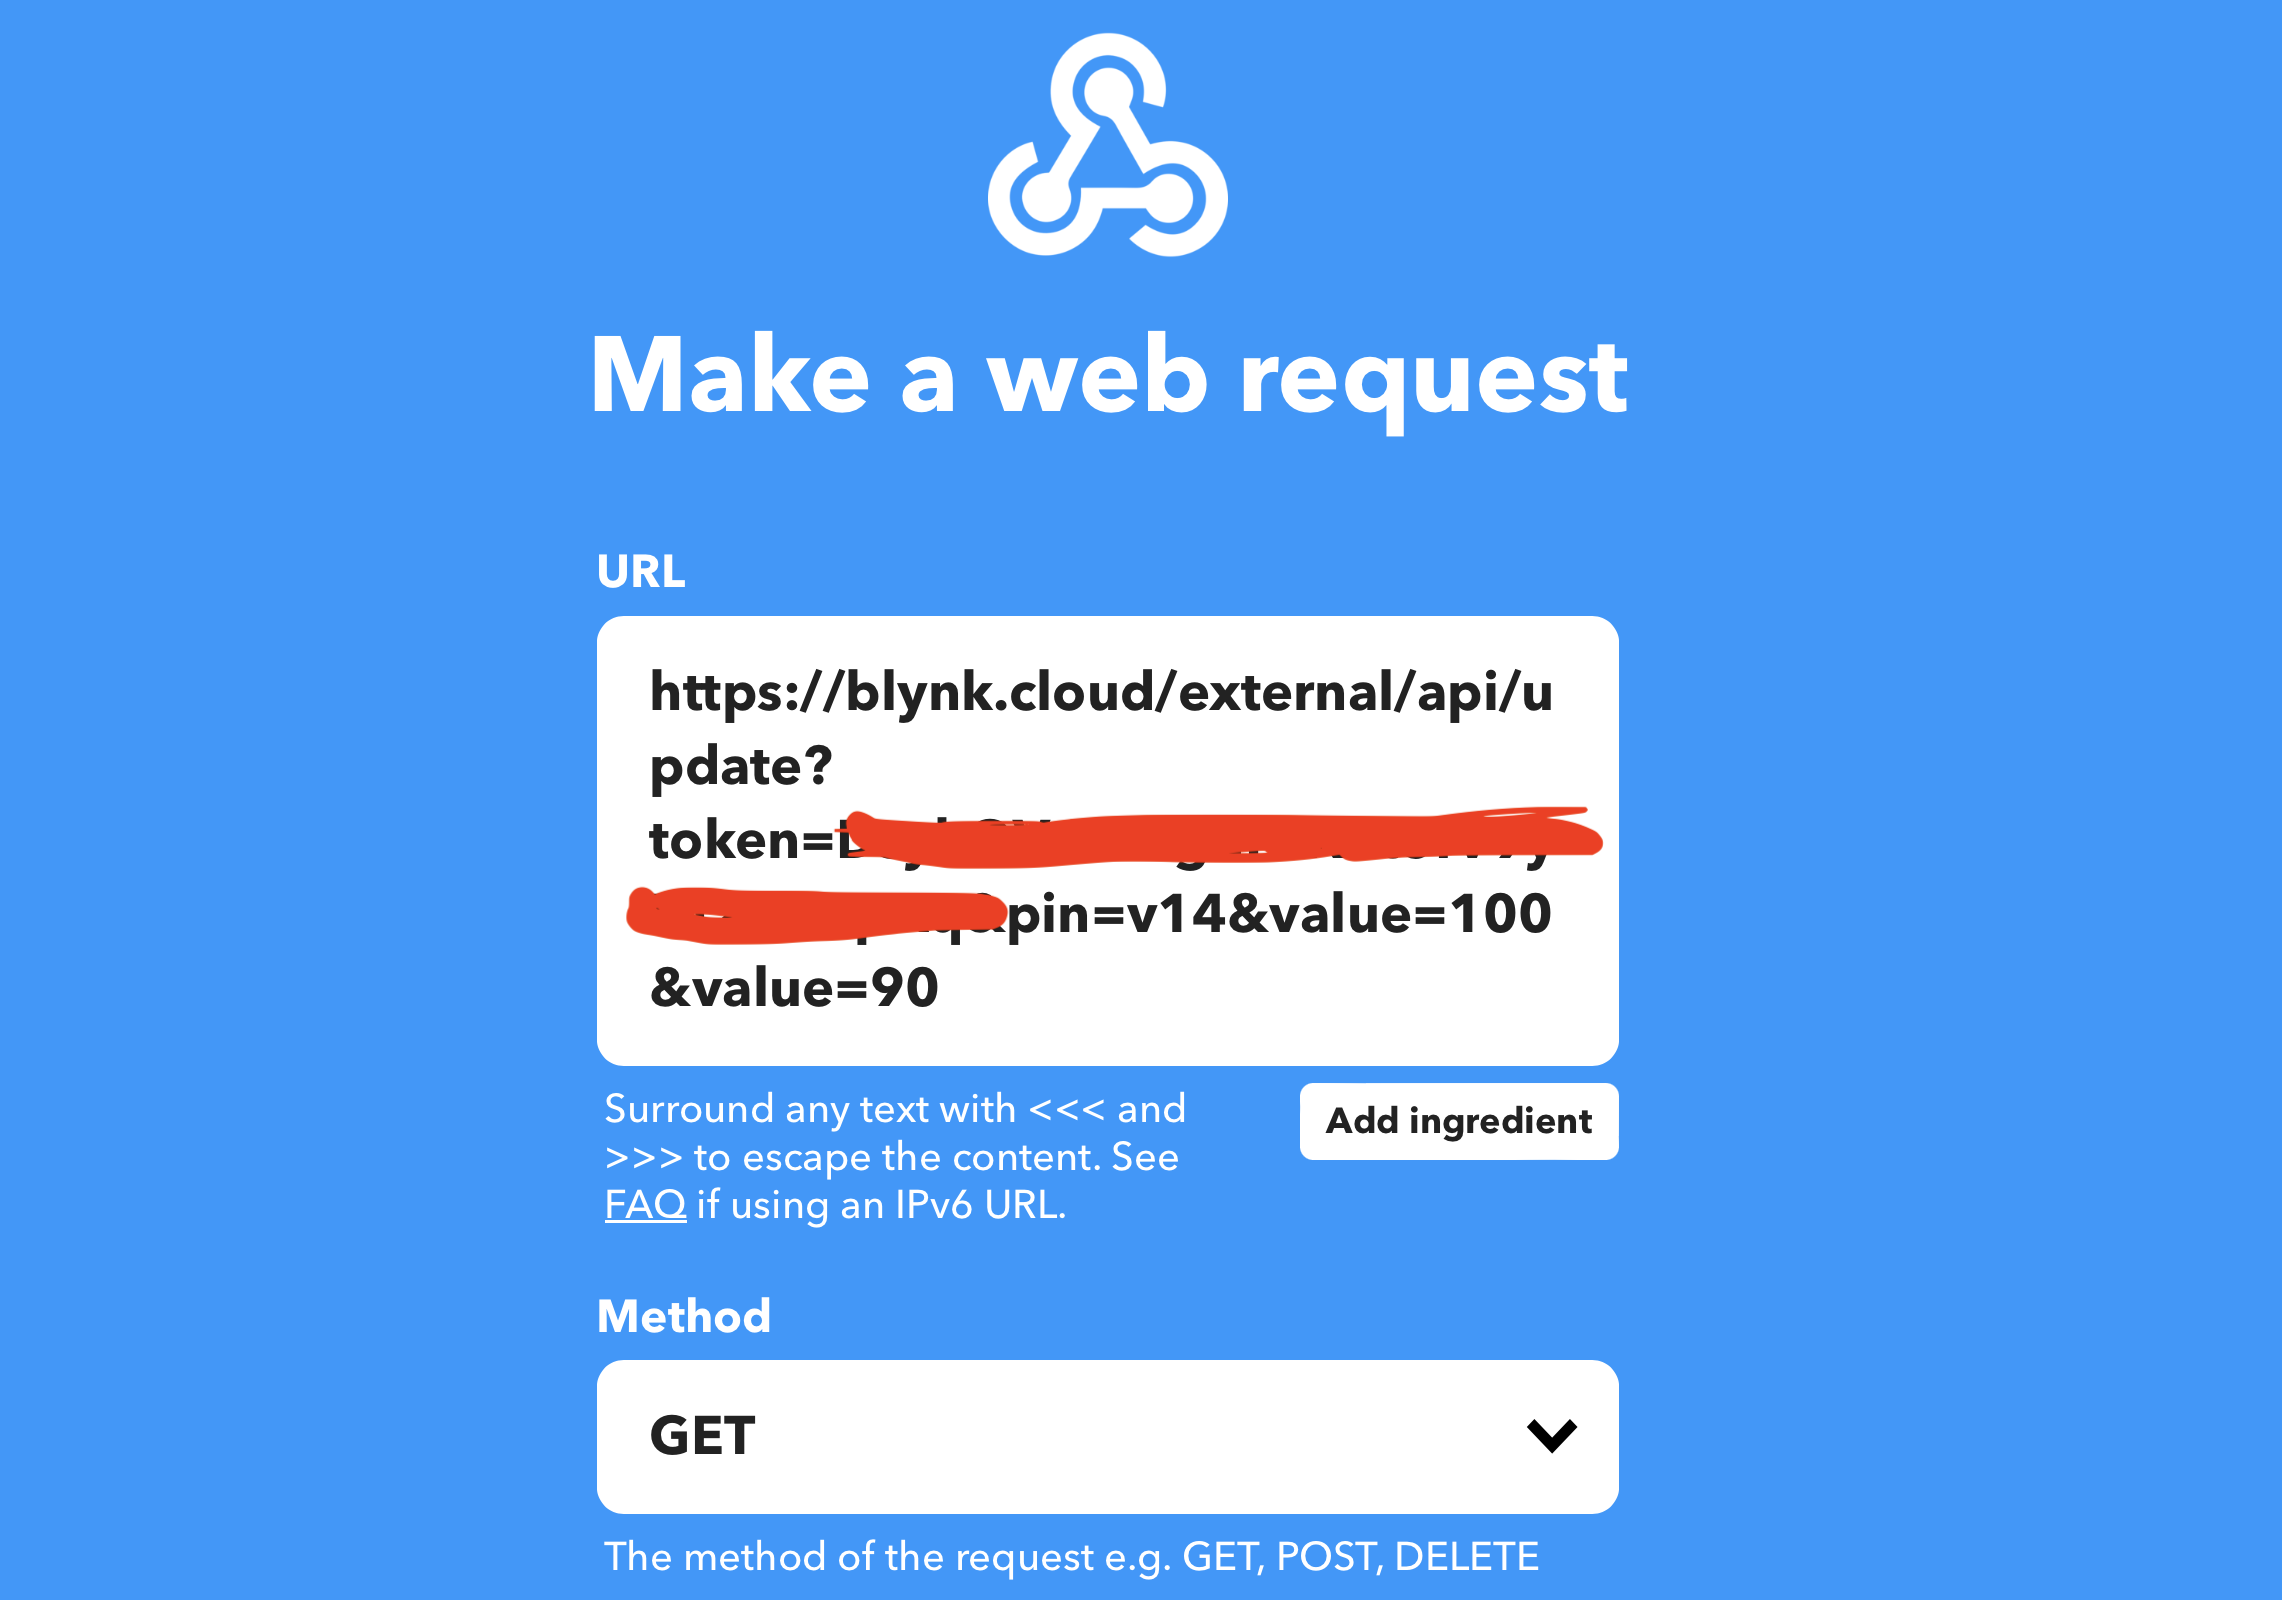 Make a web request
URL
https://blynk.cloud/external/api/u
pdate?
token=
pin=v14&value=100
&value=90
Surround any text with <<< and
>>> to escape the content. See
FAQ if using an IPv6 URL.
Add ingredient
Method
GET
The method of the request e.g. GET, POST, DELETE